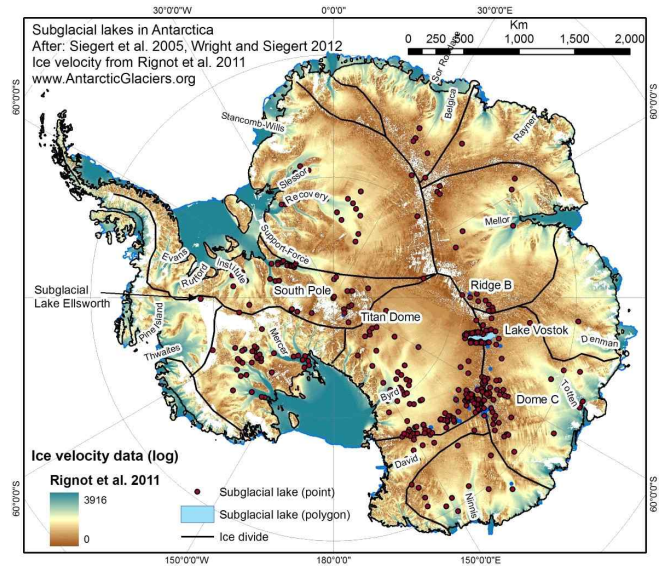 30°0'0"W
0°0'0"
30°0'0"E
Subglacial lakes in Antarctica
After: Siegert et al. 2005, Wright and Siegert 2012
Ice velocity from Rignot et al. 2011
www.AntarcticGlaciers.org
Km
0 250 500 1,000 1,500 2,000
60°0'0"S
60°0'0"S
Sor Rondane
Belgica
Rayner
Stancomb-Wills
Slessor
Recovery
Mellor
Support-Force
Evans
Rutford
Institute
Subglacial
Lake Ellsworth
South Pole
Ridge B
Titan Dome
Lake Vostok
Pine Island
Thwaites
Mercer
Denman
Byrd
Dome C
Totten
David
Ninnis
Ice velocity data (log)
Rignot et al. 2011
3916
0
Subglacial lake (point)
Subglacial lake (polygon)
Ice divide
60°0'0"S
60°0'0"S
150°0'0"W
180°0'0"
150°0'0"E